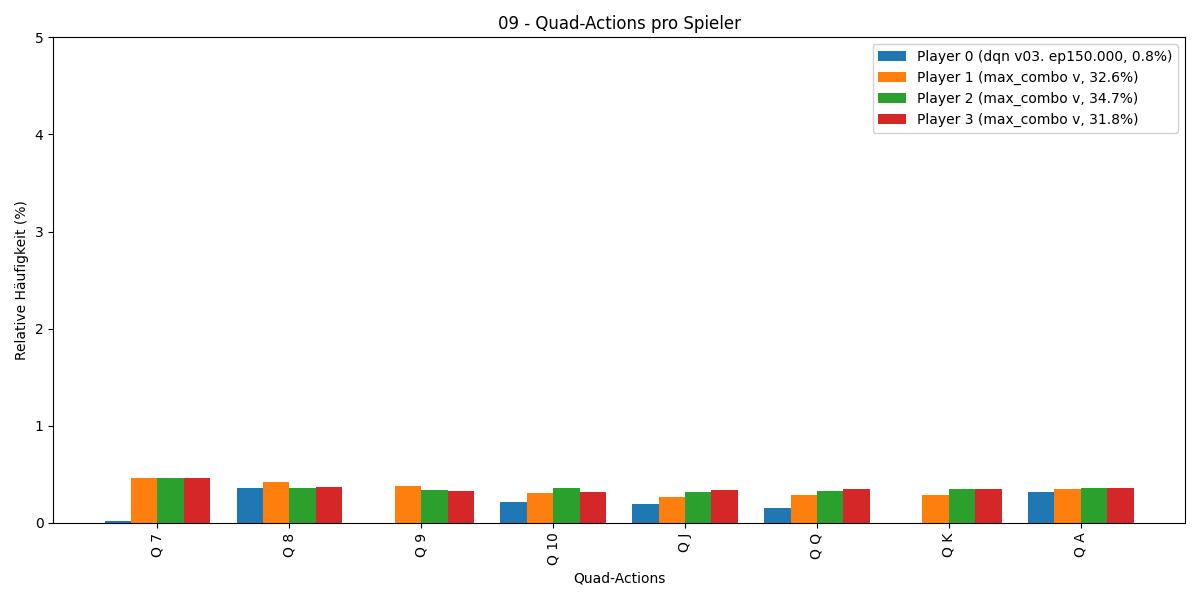 09 - Quad-Actions pro Spieler
Player 0 (dqn v03. ep150.000, 0.8%)
Player 1 (max_combo v, 32.6%)
Player 2 (max_combo v, 34.7%)
Player 3 (max_combo v, 31.8%)
Relative Häufigkeit (%)
5
4
3
2
1
0
Q 7
Q 8
Q 9
Q 10
Q J
Q Q
Q K
Q A
Quad-Actions